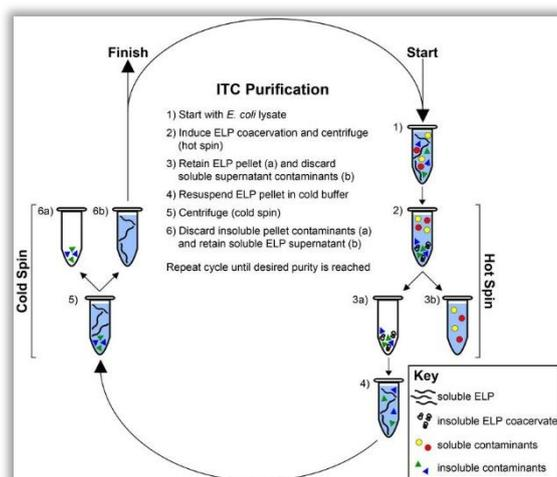 Finish
Start
ITC Purification
1) Start with E. coli lysate
2) Induce ELP coacervation and centrifuge
(hot spin)
3) Retain ELP pellet (a) and discard
soluble supernatant contaminants (b)
4) Resuspend ELP pellet in cold buffer
5) Centrifuge (cold spin)
6) Discard insoluble pellet contaminants (a)
and retain soluble ELP supernatant (b)
Repeat cycle until desired purity is reached
1)
2)
3a)
3b)
4)
5)
6a)
6b)
Cold Spin
Hot Spin
Key
soluble ELP
insoluble ELP coacervate
soluble contaminants
insoluble contaminants